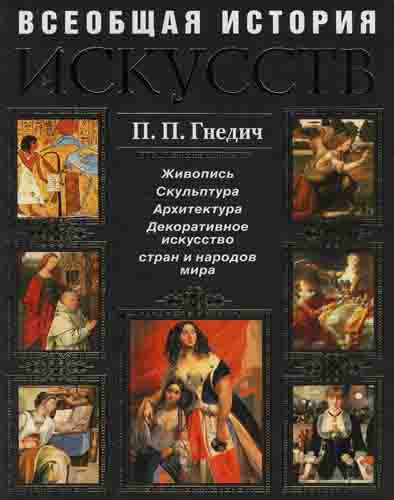 ВСЕОБЩАЯ ИСТОРИЯ
ИСКУССТВ
П. П. Гнедич
Живопись
Скульптура
Архитектура
Декоративное
искусство
стран и народов
мира